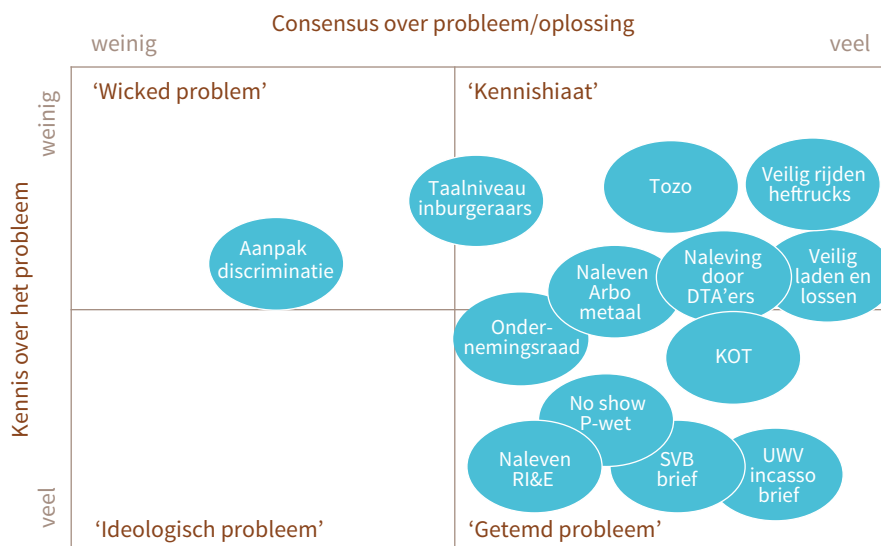 Consensus over probleem/oplossing
weinig
veel
Kennis over het probleem
weinig
veel
‘Wicked problem’
‘Kennishiaat’
Taalniveau
inburgeraars
Tozo
Veilig rijden
heftrucks
Aanpak
discriminatie
Naleven
Arbo
metaal
Naleving
door
DTA’ers
Veilig
laden en
lossen
Onder-
nemingsraad
KOT
No show
P-wet
Naleven
RI&E
SVB
brief
UWV
incasso
brief
‘Ideologisch probleem’
‘Getemd probleem’